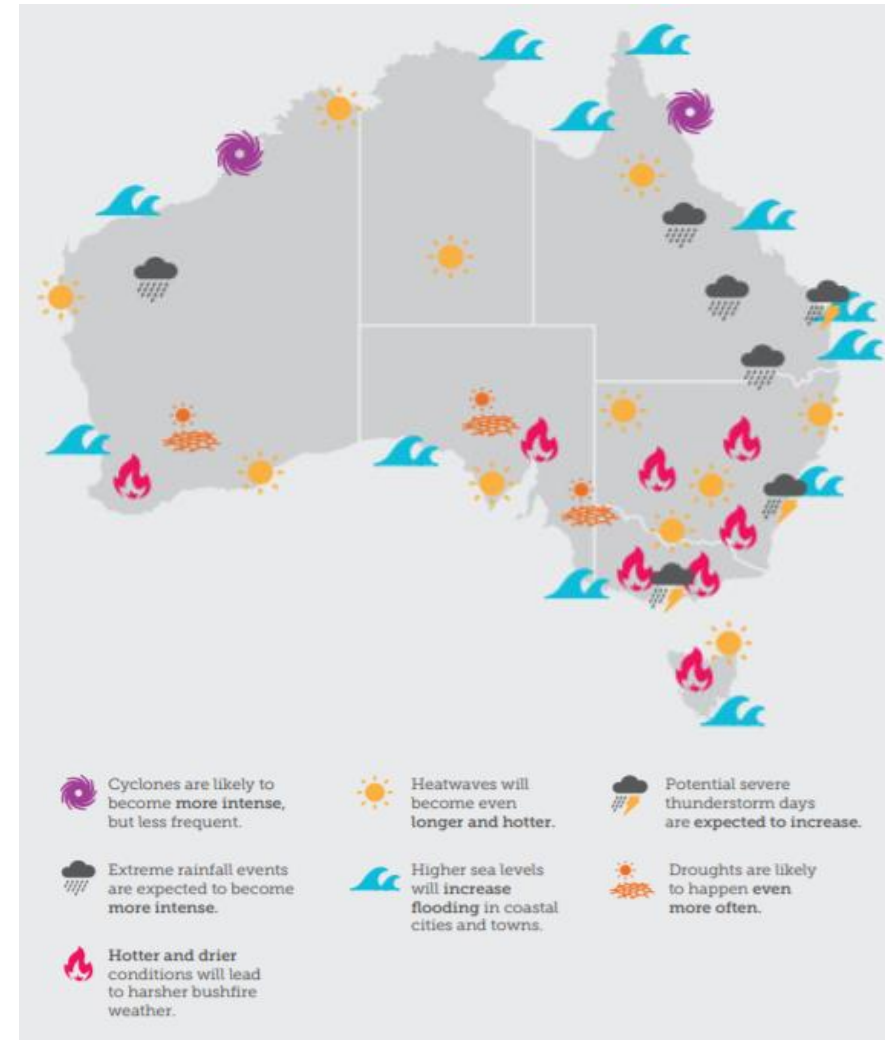 Cyclones are likely to
become more intense,
but less frequent.
Heatwaves will
become even
longer and hotter.
Potential severe
thunderstorm days
are expected to increase.
Extreme rainfall events
are expected to become
more intense.
Higher sea levels
will increase
flooding in coastal
cities and towns.
Droughts are likely
to happen even
more often.
Hotter and drier
conditions will lead
to harsher bushfire
weather.